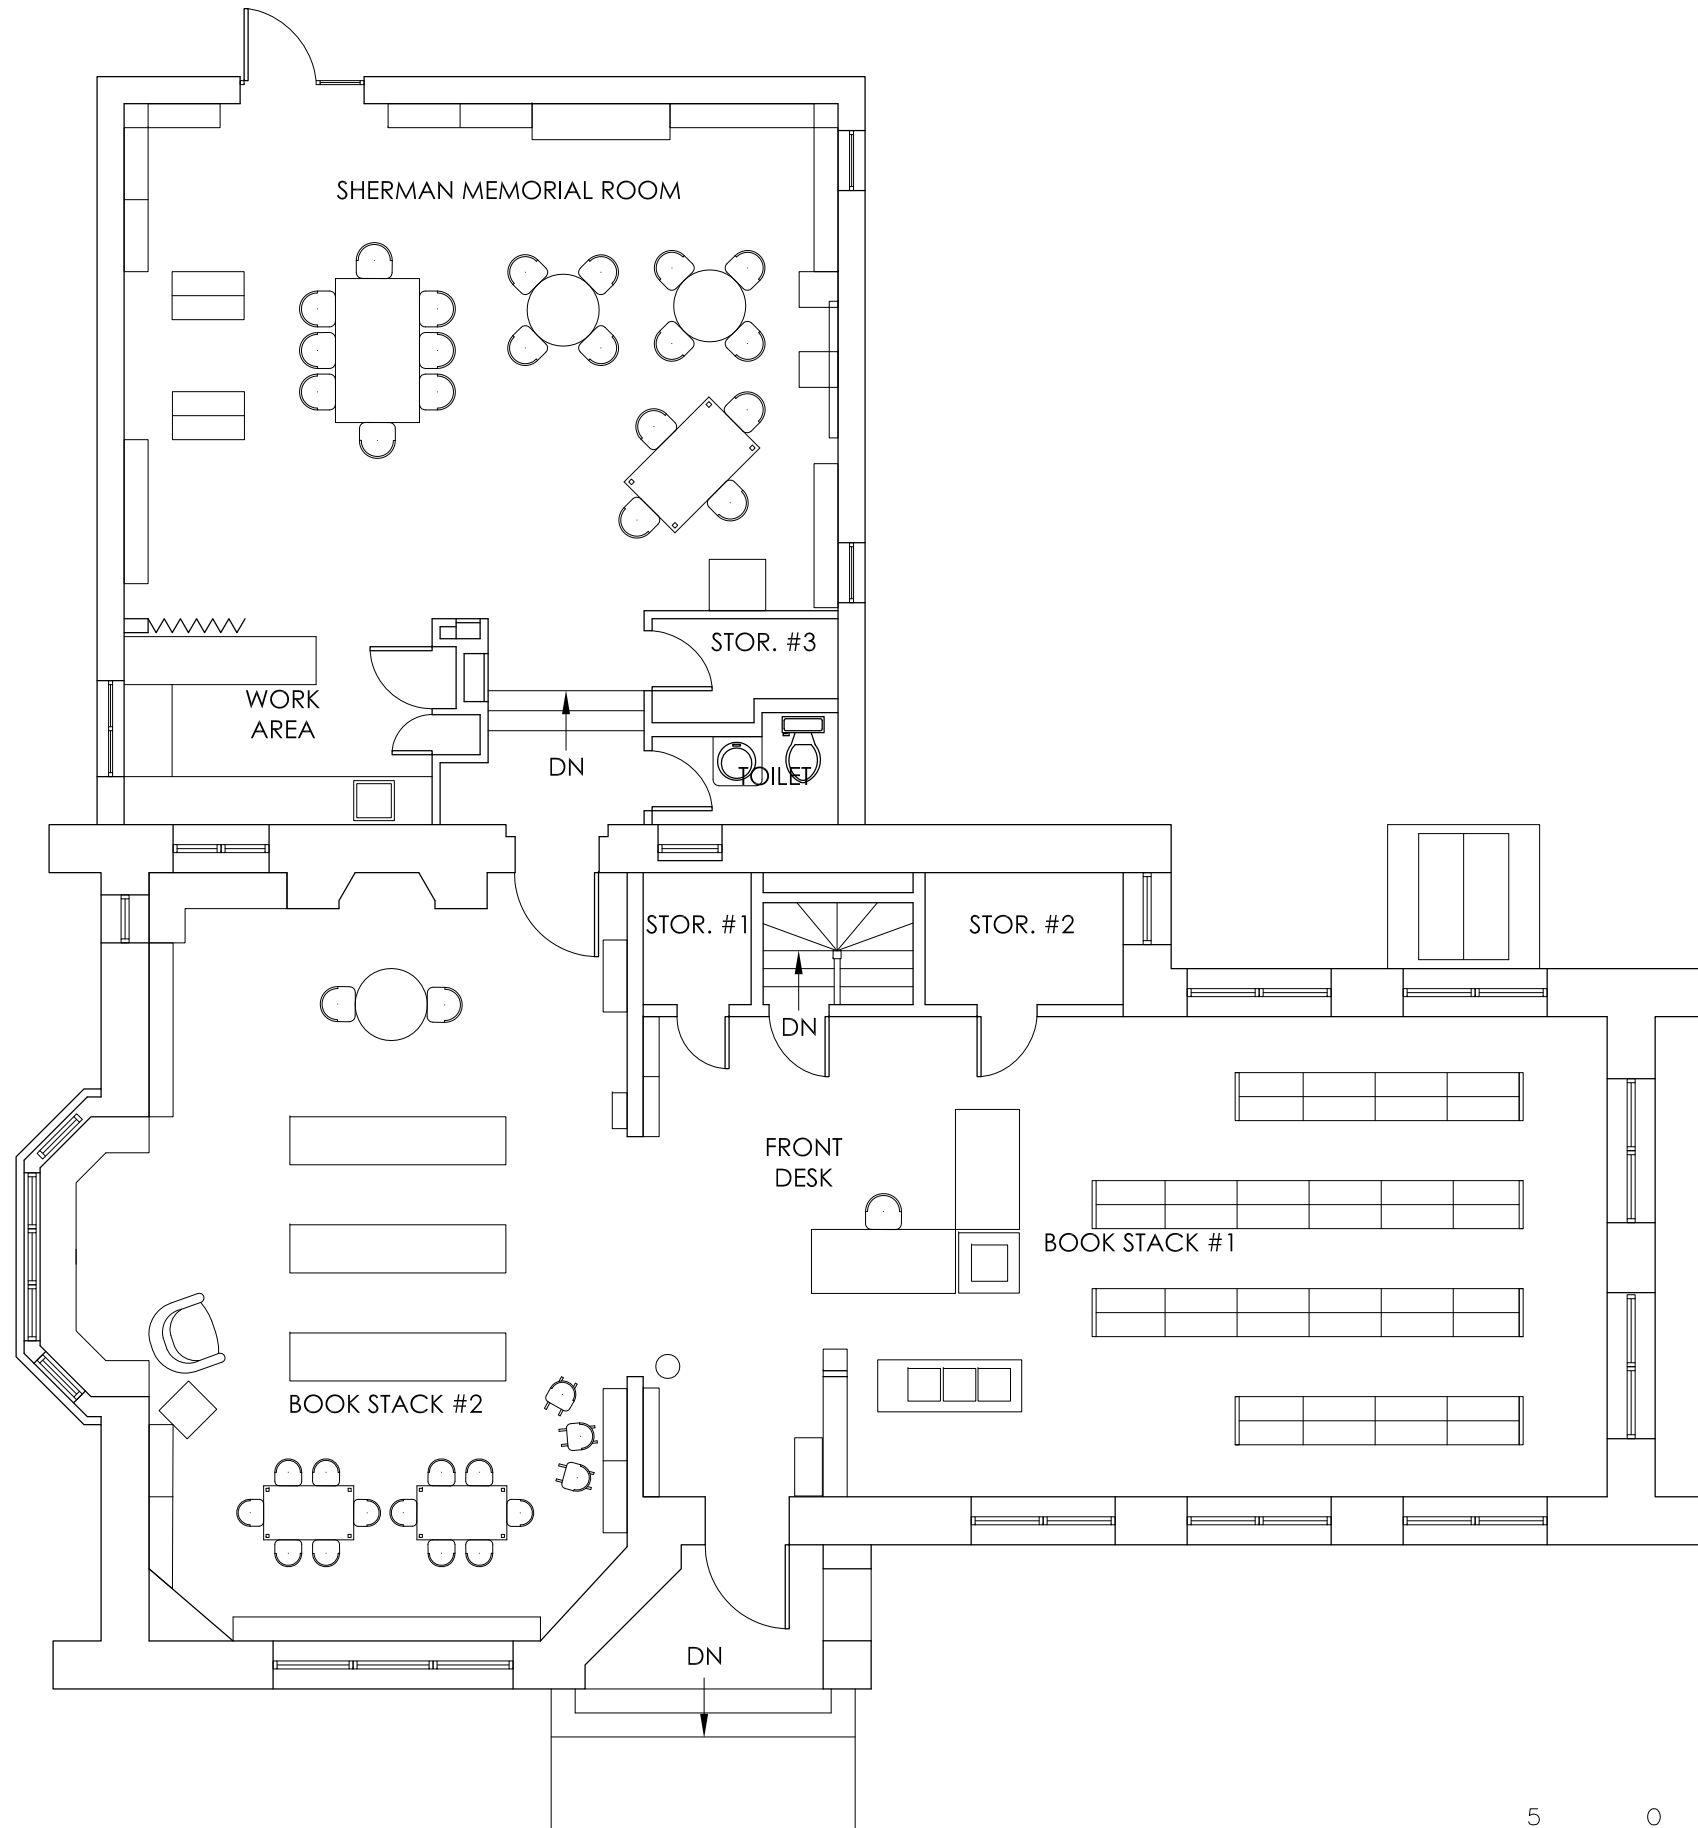 SHERMAN MEMORIAL ROOM
STOR. #3
WORK
AREA
DN
TOILET
STOR. #1
STOR. #2
DN
FRONT
DESK
BOOK STACK #1
BOOK STACK #2
DN
5 0